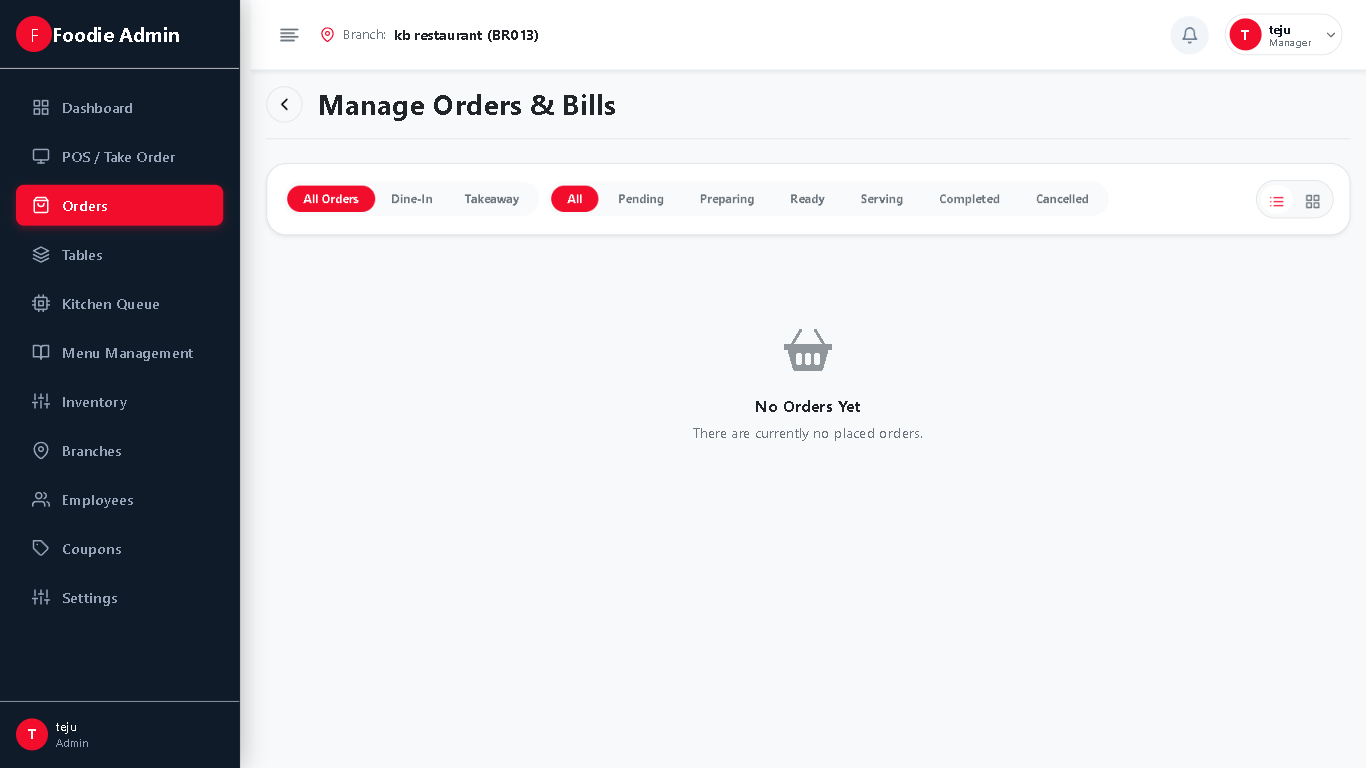 F Foodie Admin
Dashboard
POS / Take Order
Orders
Tables
Kitchen Queue
Menu Management
Inventory
Branches
Employees
Coupons
Settings
T teju
Admin
Branch: kb restaurant (BR013)
T teju
Manager
Manage Orders & Bills
All Orders Dine-In Takeaway All Pending Preparing Ready Serving Completed Cancelled
No Orders Yet
There are currently no placed orders.